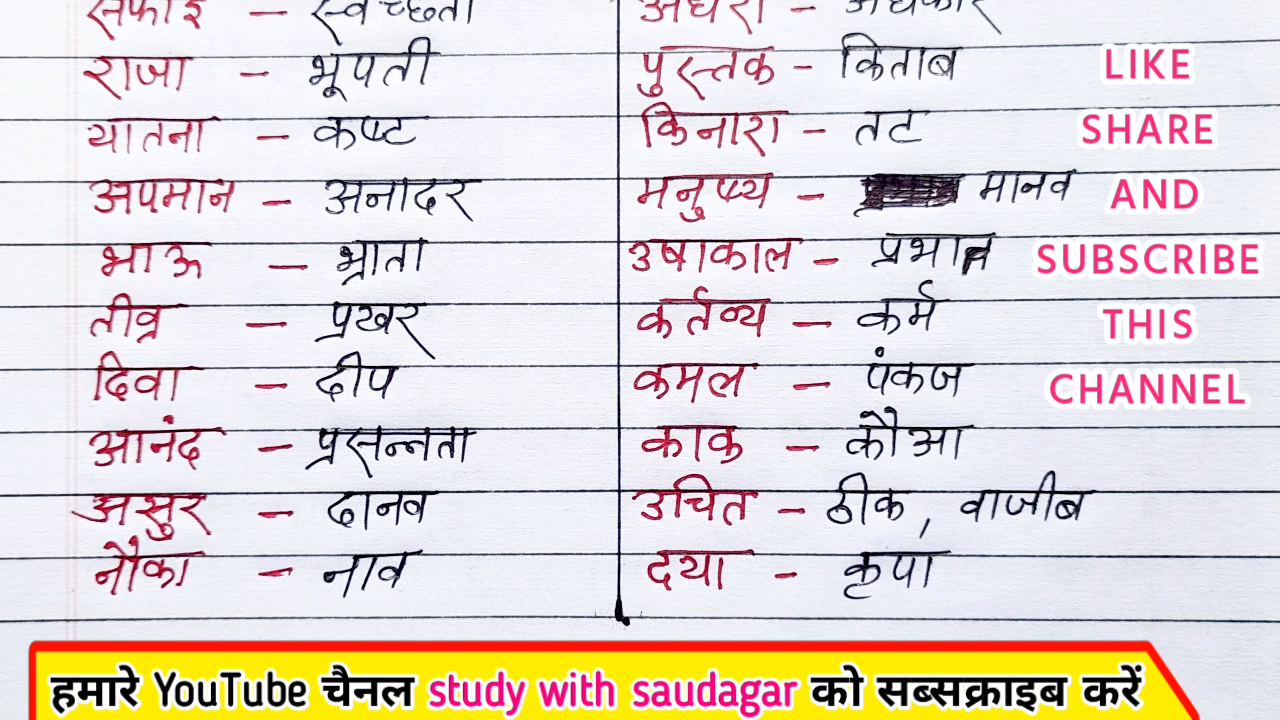 सफाई – स्वच्छता
राजा – भूपती
यातना – कष्ट
अपमान – अनादर
भाऊ – भ्राता
तीव्र – प्रखर
दिवा – दीप
आनंद – प्रसन्नता
असुर – दानव
नौका – नाव
अंधेरा – अंधकार
पुस्तक – किताब
किनारा – तट
मनुष्य – मानव
उषाकाल – प्रभात
कर्तव्य – कर्म
कमल – पंकज
काक – कौआ
उचित – ठीक, वाजीब
दया – कृपा
LIKE
SHARE
AND
SUBSCRIBE
THIS
CHANNEL
हमारे YouTube चैनल study with saudagar को सब्सक्राइब करें